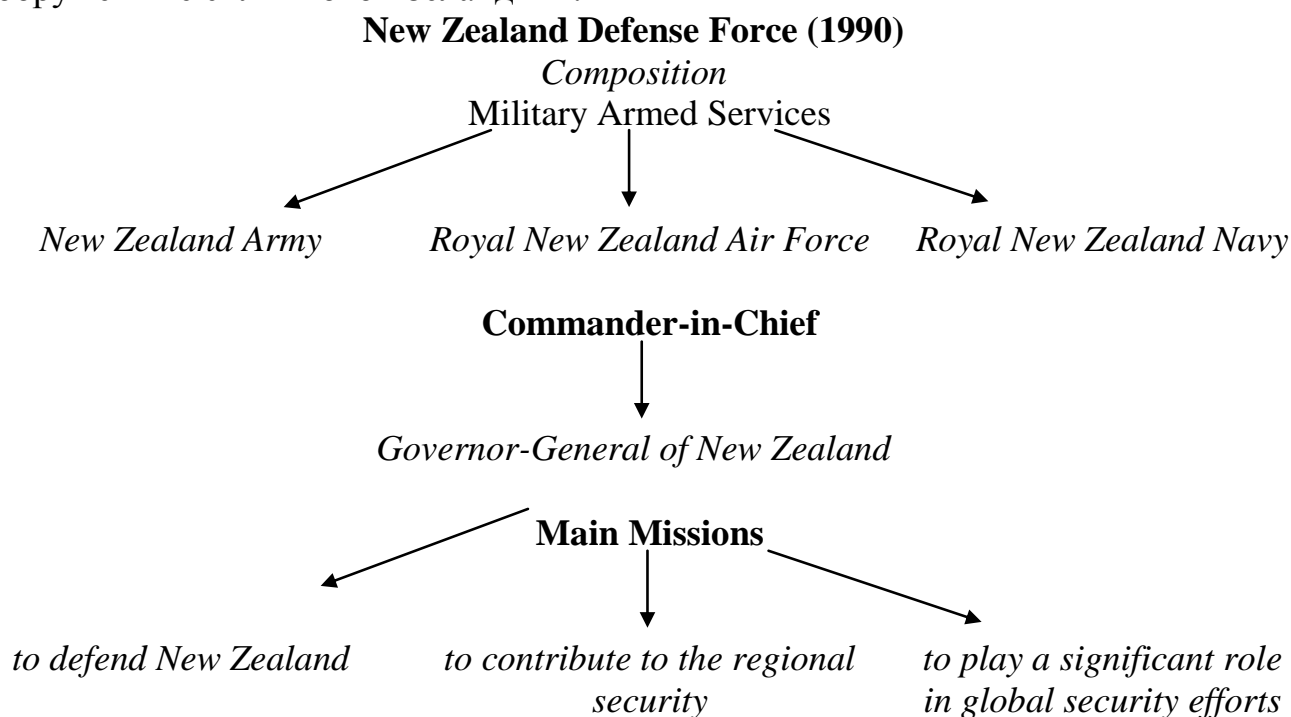 New Zealand Defense Force (1990)
Composition
Military Armed Services
New Zealand Army Royal New Zealand Air Force Royal New Zealand Navy
Commander-in-Chief
Governor-General of New Zealand
Main Missions
to defend New Zealand to contribute to the regional to play a significant role
security in global security efforts